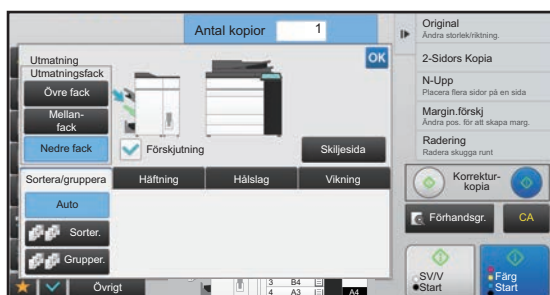 Antal kopior 1
Utmatning
OK
Utmatningsfack
Övre fack
Mellan-
fack
Nedre fack
Förskjutning
Skiljesida
Sortera/gruppera
Häftning
Hålslag
Vikning
Auto
Sorter.
Grupper.
Övrigt
3 B4
4 A3
A4
Original
Ändra storlek/riktning.
2-Sidors Kopia
N-Upp
Placera flera sidor på en sida
Margin.förskj
Ändra pos. för att skapa marg.
Radering
Radera skugga runt
Korrektur-
kopia
Förhandsgr.
CA
SV/V
Start
Färg
Start